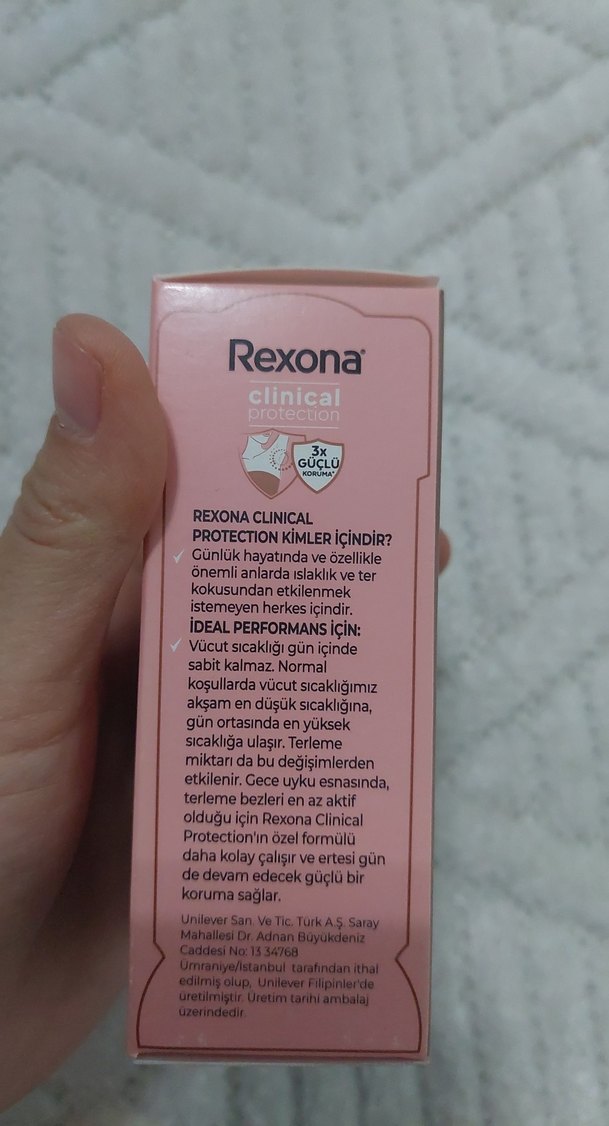 Rexona®
clinical
protection
3x
GÜÇLÜ
KORUMA*
REXONA CLINICAL
PROTECTION KİMLER İÇİNDİR?
Günlük hayatında ve özellikle
önemli anlarda ıslaklık ve ter
kokusundan etkilenmek
istemeyen herkes içindir.
İDEAL PERFORMANS İÇİN:
Vücut sıcaklığı gün içinde
sabit kalmaz. Normal
koşullarda vücut sıcaklığımız
akşam en düşük sıcaklığına,
gün ortasında en yüksek
sıcaklığa ulaşır. Terleme
miktarı da bu değişimlerden
etkilenir. Gece uyku esnasında,
terleme bezleri en az aktif
olduğu için Rexona Clinical
Protection'ın özel formülü
daha kolay çalışır ve ertesi gün
de devam edecek güçlü bir
koruma sağlar.
Unilever San. Ve Tic. Türk A.Ş. Saray
Mahallesi Dr. Adnan Büyükdeniz
Caddesi No: 13 34768
Ümraniye/İstanbul tarafından ithal
edilmiş olup, Unilever Filipinler'de
üretilmiştir. Üretim tarihi ambalaj
üzerindedir.